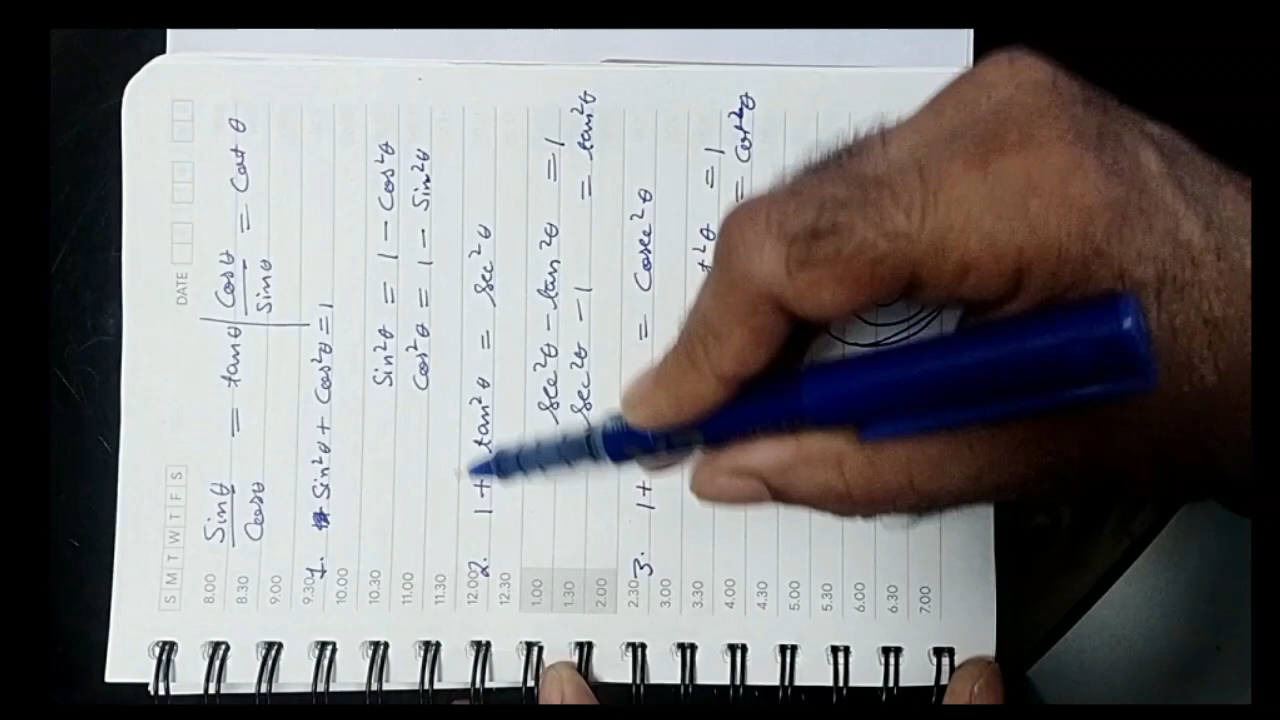 DATE
S M T W T F S
8.00
8.30
9.00
9.30
10.00
10.30
11.00
11.30
12.00
12.30
1.00
1.30
2.00
2.30
3.00
3.30
4.00
4.30
5.00
5.30
6.00
6.30
7.00
Sinθ/Cosθ = tanθ | Cosθ/Sinθ = Cot θ
1. Sin²θ + Cos²θ = 1
Sin²θ = 1 − Cos²θ
Cos²θ = 1 − Sin²θ
2. 1 + tan²θ = sec²θ
sec²θ − tan²θ = 1
sec²θ − 1 = tan²θ
3. 1 + = Cosec²θ
t²θ = 1
= Cot²θ